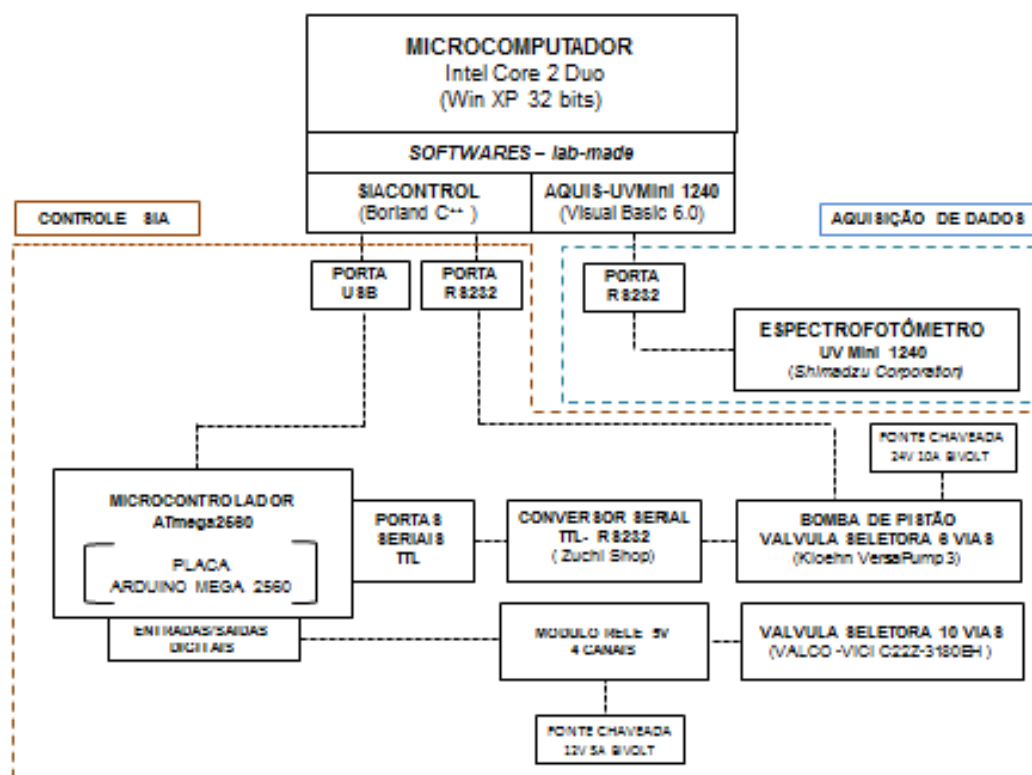 MICROCOMPUTADOR
Intel Core 2 Duo
(Win XP 32 bits)
SOFTWARES – lab-made
SIACONTROL
(Borland C++ )
AQUIS-UVMini 1240
(Visual Basic 6.0)
CONTROLE SIA
AQUISIÇÃO DE DADOS
PORTA
USB
PORTA
RS232
PORTA
RS232
ESPECTROFOTÔMETRO
UV Mini 1240
(Shimadzu Corporation)
FONTE CHAVEADA
24V 10A BIVOLT
MICROCONTROLADOR
ATmega2560
PLACA
ARDUINO MEGA 2560
PORTAS
SERIAIS
TTL
CONVERSOR SERIAL
TTL- RS232
( Zuchi Shop)
BOMBA DE PISTÃO
VALVULA SELETORA 6 VIAS
(Kloehn VersaPump3)
ENTRADAS/SAÍDAS
DIGITAIS
MODULO RELE 5V
4 CANAIS
VALVULA SELETORA 10 VIAS
(VALCO -VICI C22Z-3180EH )
FONTE CHAVEADA
12V 5A BIVOLT